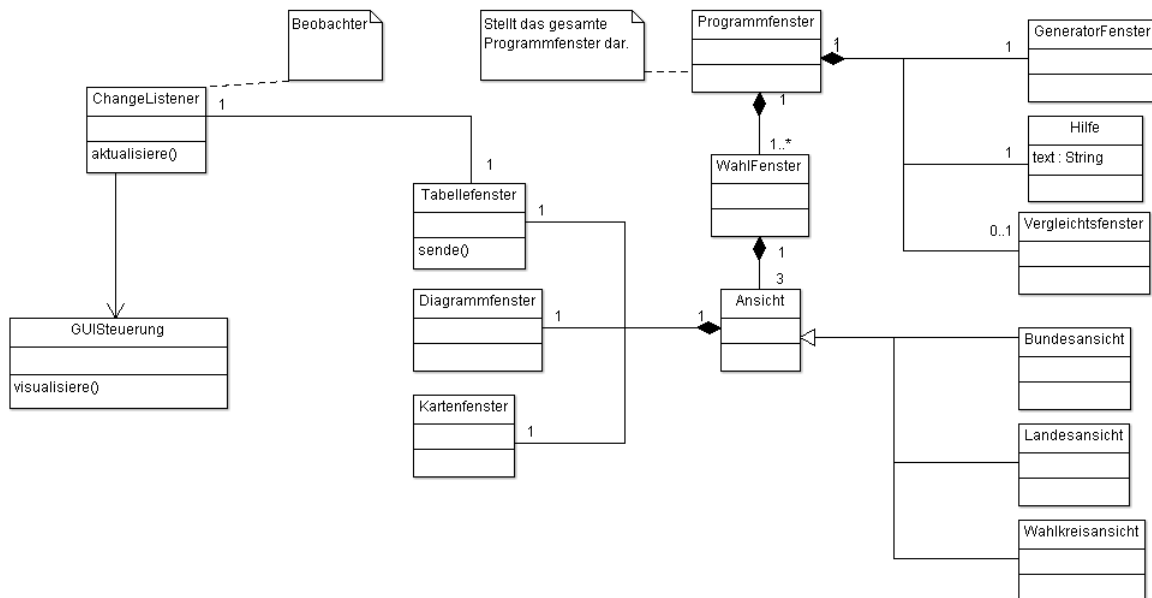 Beobachter
Stellt das gesamte
Programmfenster dar.
Programmfenster
1
1
GeneratorFenster
1
Hilfe
text : String
1
Vergleichtsfenster
0..1
ChangeListener
aktualisiere()
1
1
1..*
WahlFenster
1
Tabellefenster
sende()
1
1
3
Ansicht
1
Diagrammfenster
1
Kartenfenster
1
GUISteuerung
visualisiere()
Bundesansicht
Landesansicht
Wahlkreisansicht